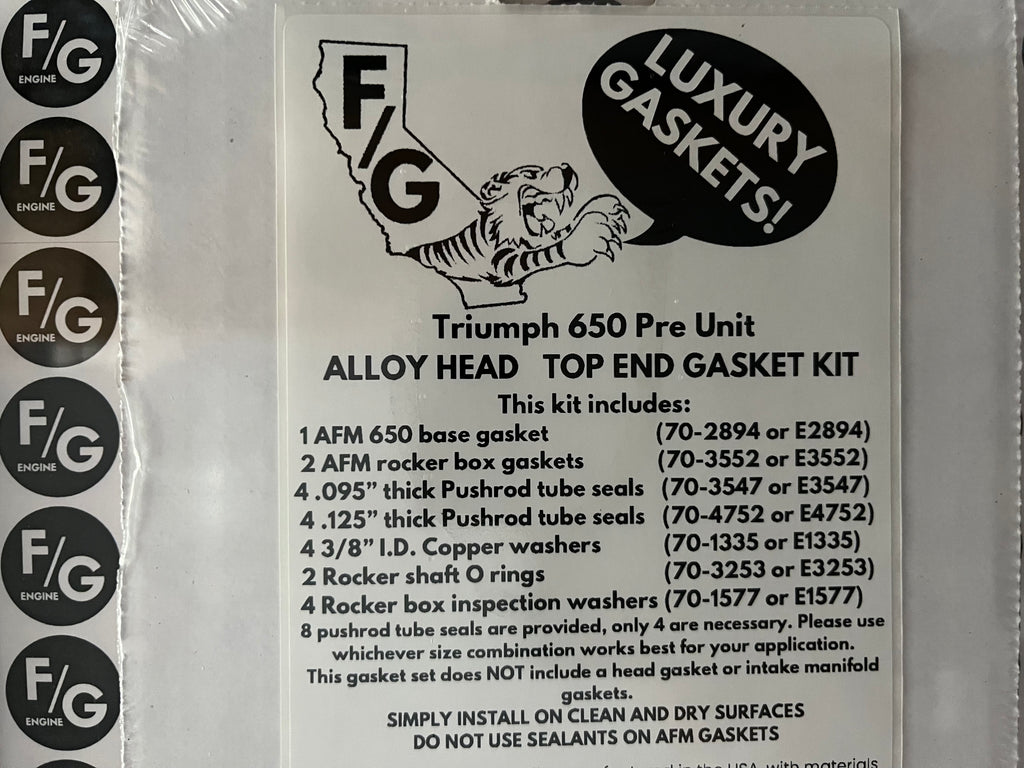 F/G
ENGINE
F/G
ENGINE
F/G
ENGINE
F/G
ENGINE
F/G
ENGINE
F/G
ENGINE
F/G
LUXURY
GASKETS!
Triumph 650 Pre Unit
ALLOY HEAD TOP END GASKET KIT
This kit includes:
1 AFM 650 base gasket (70-2894 or E2894)
2 AFM rocker box gaskets (70-3552 or E3552)
4 .095” thick Pushrod tube seals (70-3547 or E3547)
4 .125” thick Pushrod tube seals (70-4752 or E4752)
4 3/8” I.D. Copper washers (70-1335 or E1335)
2 Rocker shaft O rings (70-3253 or E3253)
4 Rocker box inspection washers (70-1577 or E1577)
8 pushrod tube seals are provided, only 4 are necessary. Please use
whichever size combination works best for your application.
This gasket set does NOT include a head gasket or intake manifold
gaskets.
SIMPLY INSTALL ON CLEAN AND DRY SURFACES
DO NOT USE SEALANTS ON AFM GASKETS
in the USA, with materials